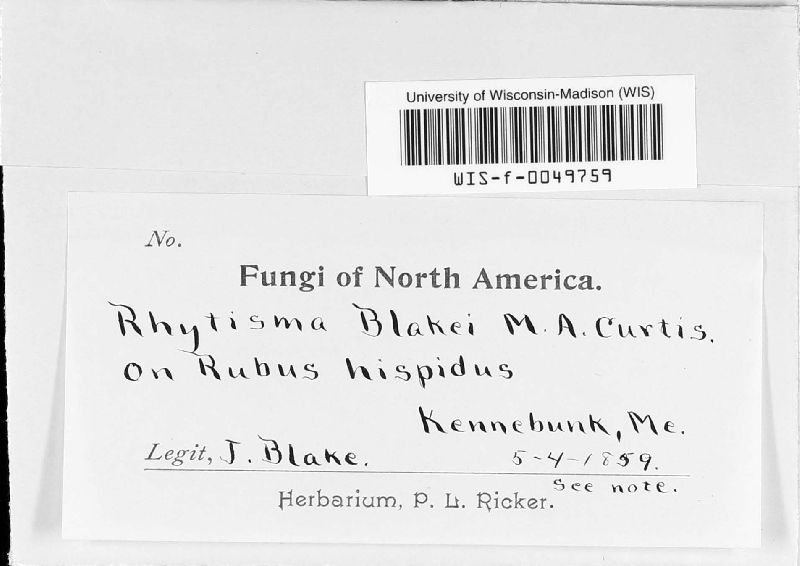 University of Wisconsin-Madison (WIS)
WIS-f-0049759
No.
Fungi of North America.
Rhytisma Blakei M. A. Curtis.
on Rubus hispidus
Kennebunk, Me.
Legit, J. Blake. 5-4-1859.
See note.
Herbarium, P. L. Ricker.